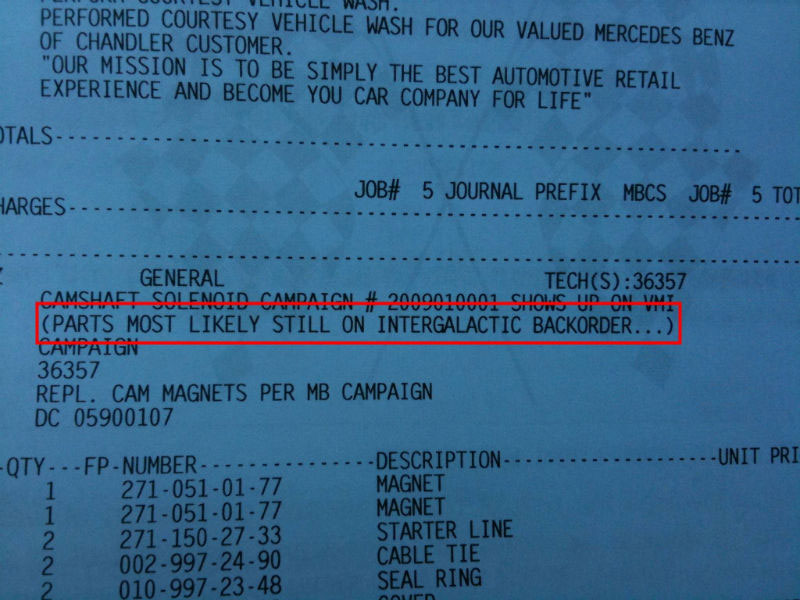 PERFORM COURTESY VEHICLE WASH.
PERFORMED COURTESY VEHICLE WASH FOR OUR VALUED MERCEDES BENZ
OF CHANDLER CUSTOMER.
"OUR MISSION IS TO BE SIMPLY THE BEST AUTOMOTIVE RETAIL
EXPERIENCE AND BECOME YOU CAR COMPANY FOR LIFE"
OTALS------------------------------------------------------------
JOB# 5 JOURNAL PREFIX MBCS JOB# 5 TOT
HARGES------------------------------------------------------------
GENERAL TECH(S):36357
CAMSHAFT SOLENOID CAMPAIGN # 2009010001 SHOWS UP ON VMI
(PARTS MOST LIKELY STILL ON INTERGALACTIC BACKORDER...)
CAMPAIGN
36357
REPL. CAM MAGNETS PER MB CAMPAIGN
DC 05900107
-QTY---FP-NUMBER---------------DESCRIPTION------------------UNIT PRI
1 271-051-01-77 MAGNET
1 271-051-01-77 MAGNET
2 271-150-27-33 STARTER LINE
2 002-997-24-90 CABLE TIE
2 010-997-23-48 SEAL RING
COVER